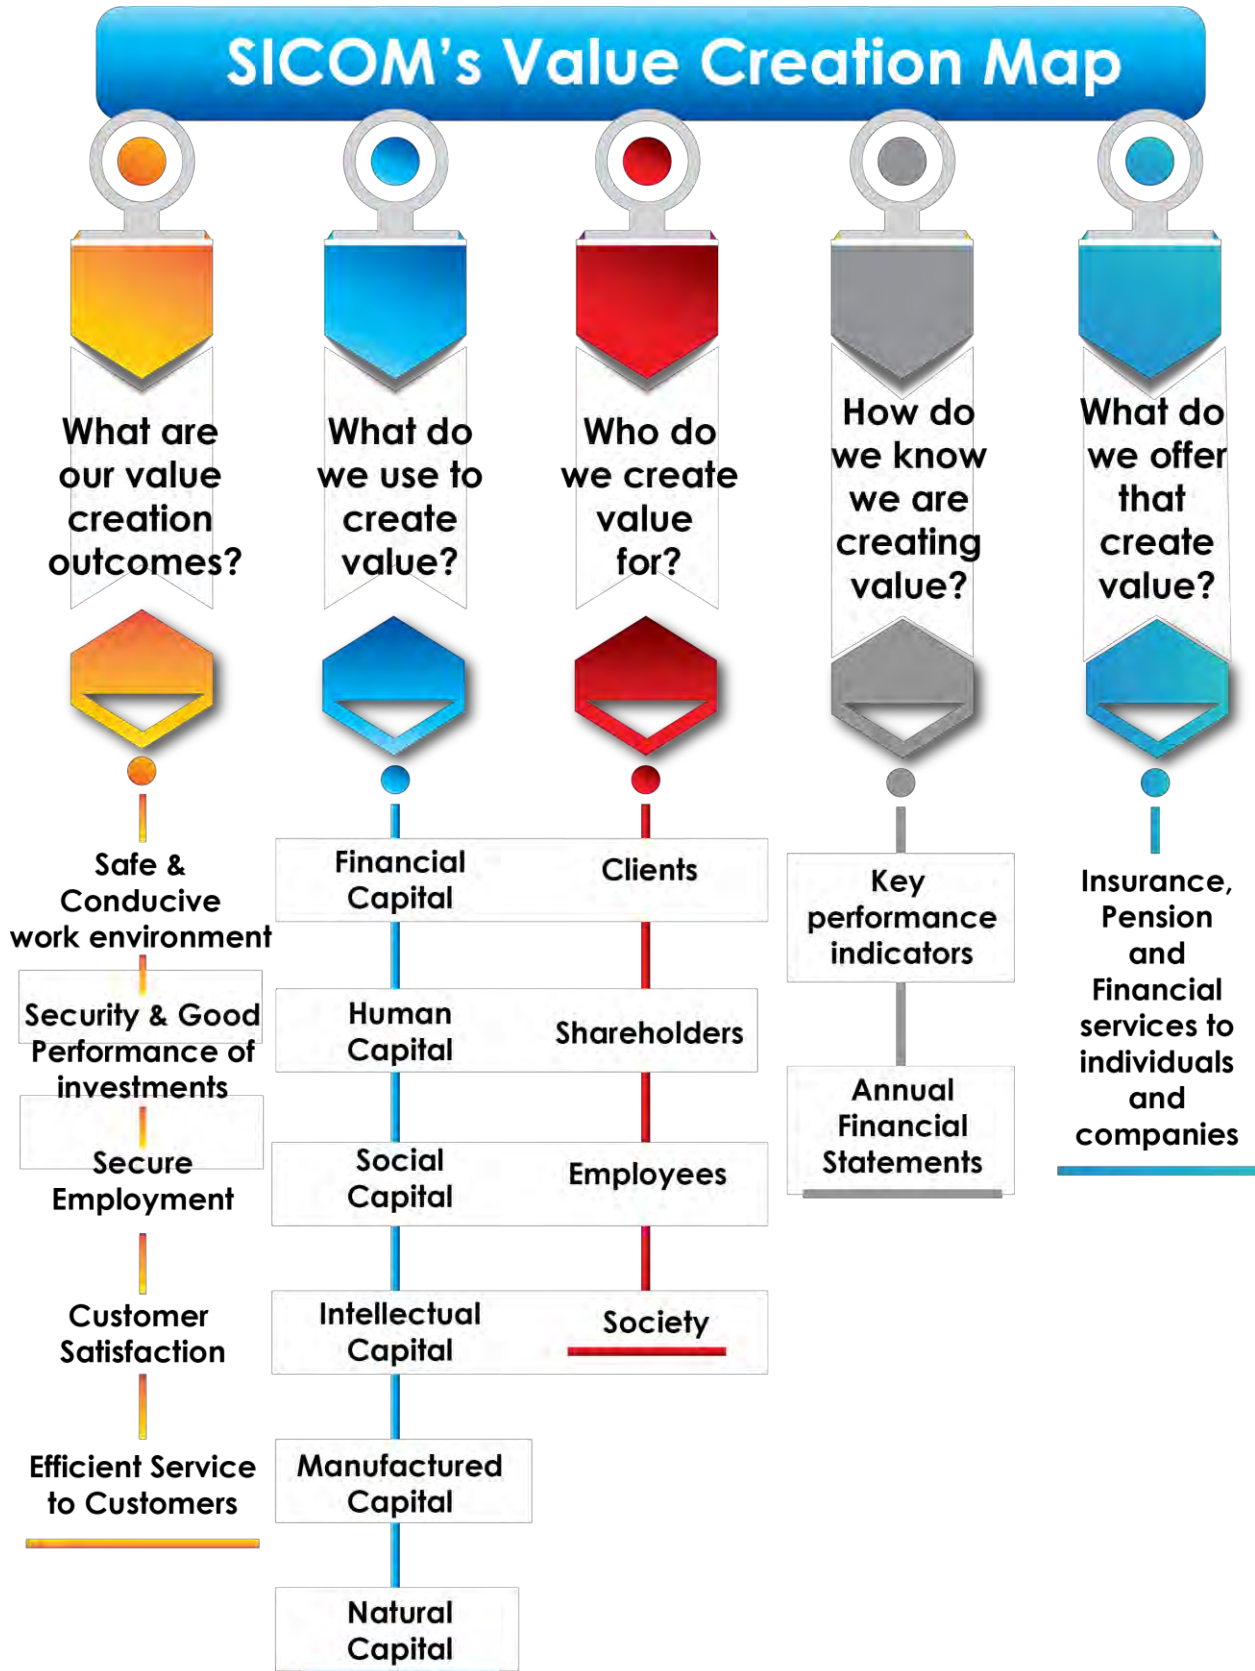 SICOM's Value Creation Map
What are
our value
creation
outcomes?
Safe &
Conducive
work environment
Security & Good
Performance of
investments
Secure
Employment
Customer
Satisfaction
Efficient Service
to Customers
What do
we use to
create
value?
Financial
Capital
Human
Capital
Social
Capital
Intellectual
Capital
Manufactured
Capital
Natural
Capital
Who do
we create
value
for?
Clients
Shareholders
Employees
Society
How do
we know
we are
creating
value?
Key
performance
indicators
Annual
Financial
Statements
What do
we offer
that
create
value?
Insurance,
Pension
and
Financial
services to
individuals
and
companies